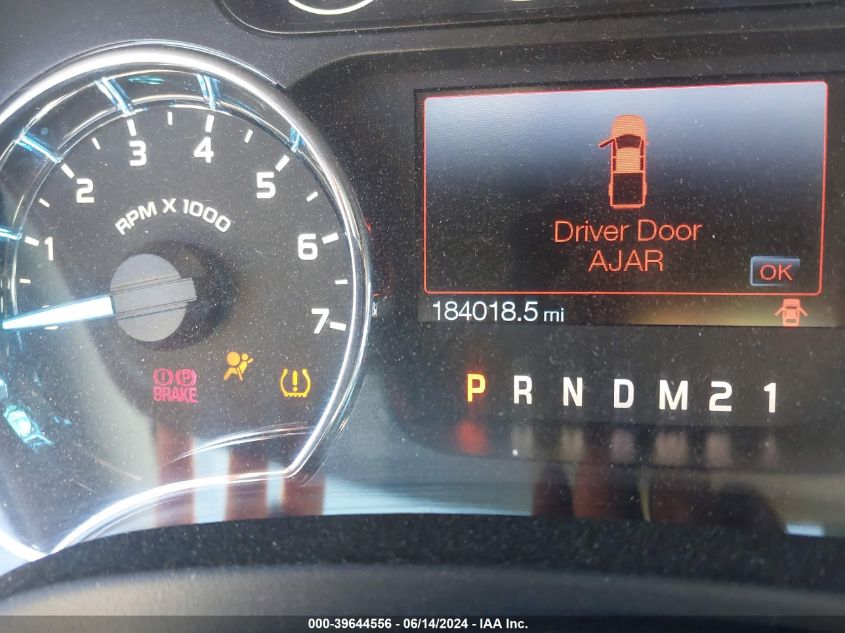 1
2
3
4
5
6
7
RPM X 1000
BRAKE
Driver Door
AJAR
OK
184018.5 mi
P R N D M 2 1
000-39644556 / 06/14/2024 - IAA Inc.